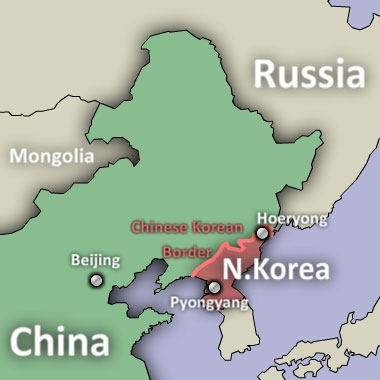 Russia
Mongolia
Chinese Korean
Border
Hoeryong
Beijing
N.Korea
Pyongyang
China